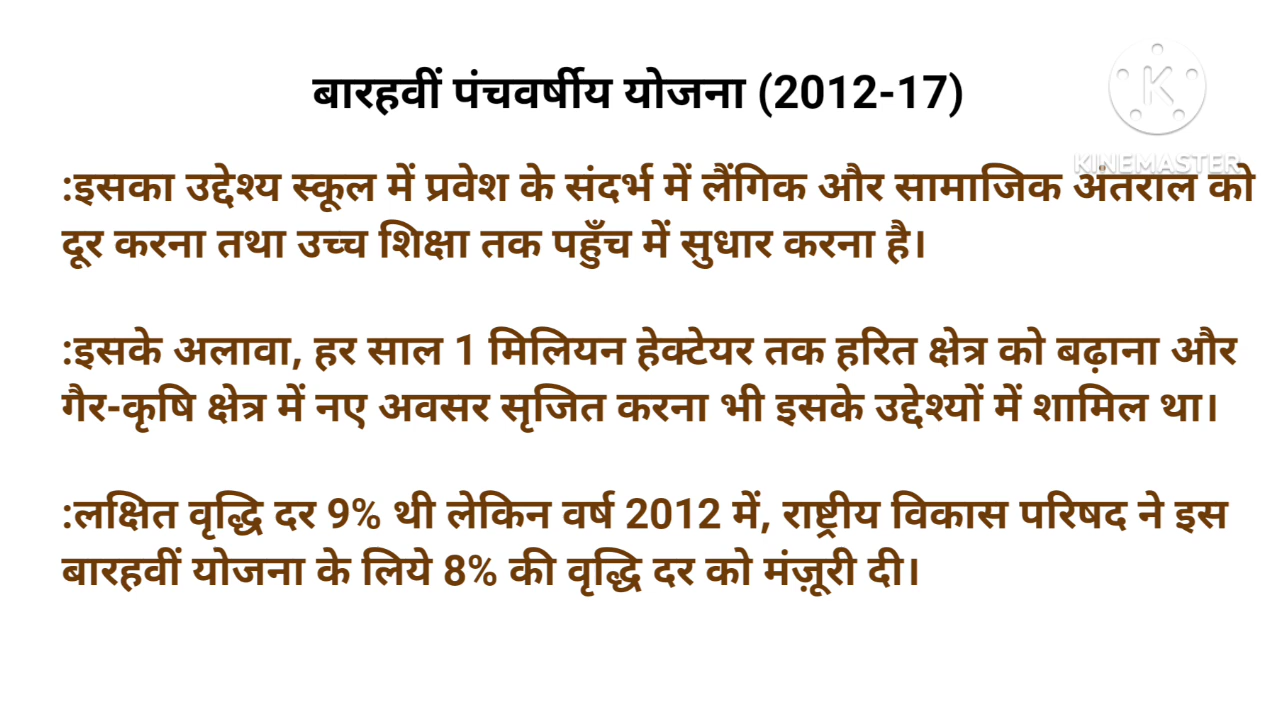 बारहवीं पंचवर्षीय योजना (2012-17)
K
KINEMASTER
:इसका उद्देश्य स्कूल में प्रवेश के संदर्भ में लैंगिक और सामाजिक अंतराल को
दूर करना तथा उच्च शिक्षा तक पहुँच में सुधार करना है।
:इसके अलावा, हर साल 1 मिलियन हेक्टेयर तक हरित क्षेत्र को बढ़ाना और
गैर-कृषि क्षेत्र में नए अवसर सृजित करना भी इसके उद्देश्यों में शामिल था।
:लक्षित वृद्धि दर 9% थी लेकिन वर्ष 2012 में, राष्ट्रीय विकास परिषद ने इस
बारहवीं योजना के लिये 8% की वृद्धि दर को मंज़ूरी दी।